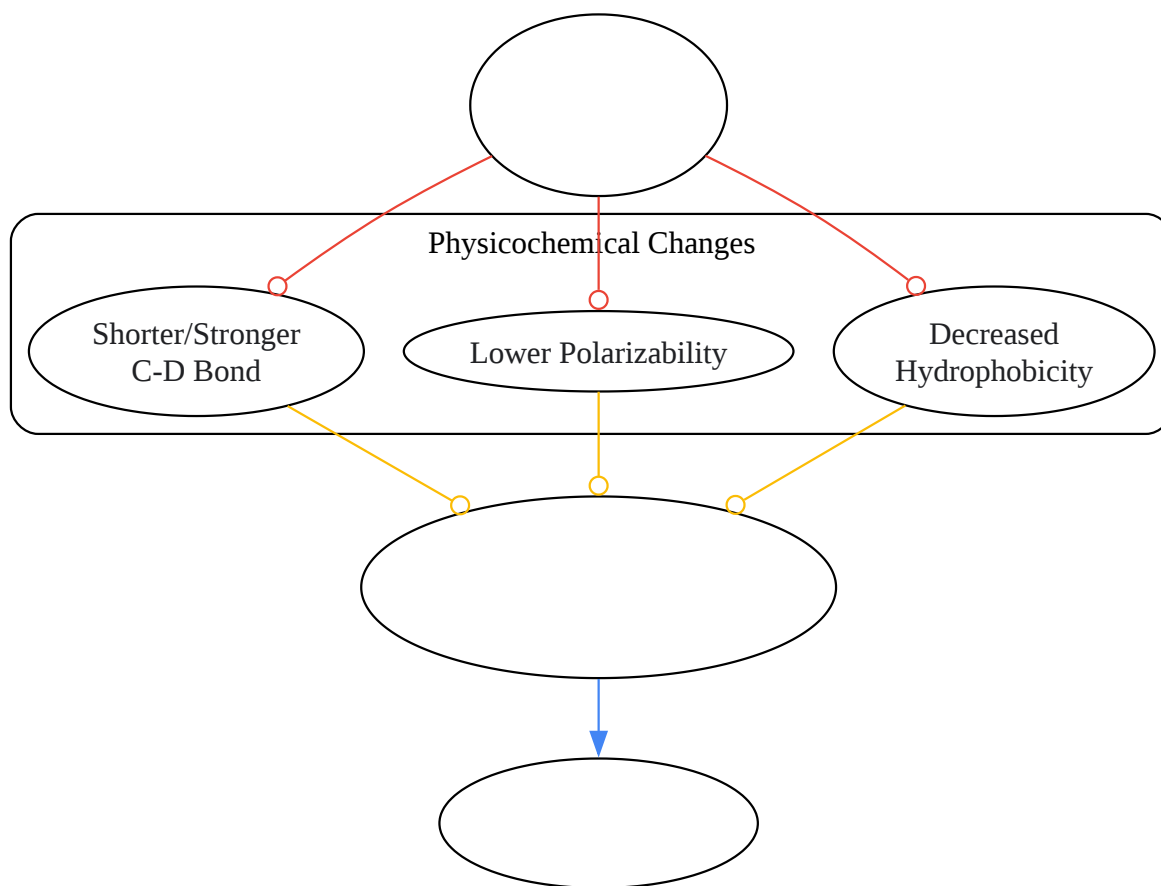 Physicochemical Changes
Shorter/Stronger
C-D Bond
Lower Polarizability
Decreased
Hydrophobicity